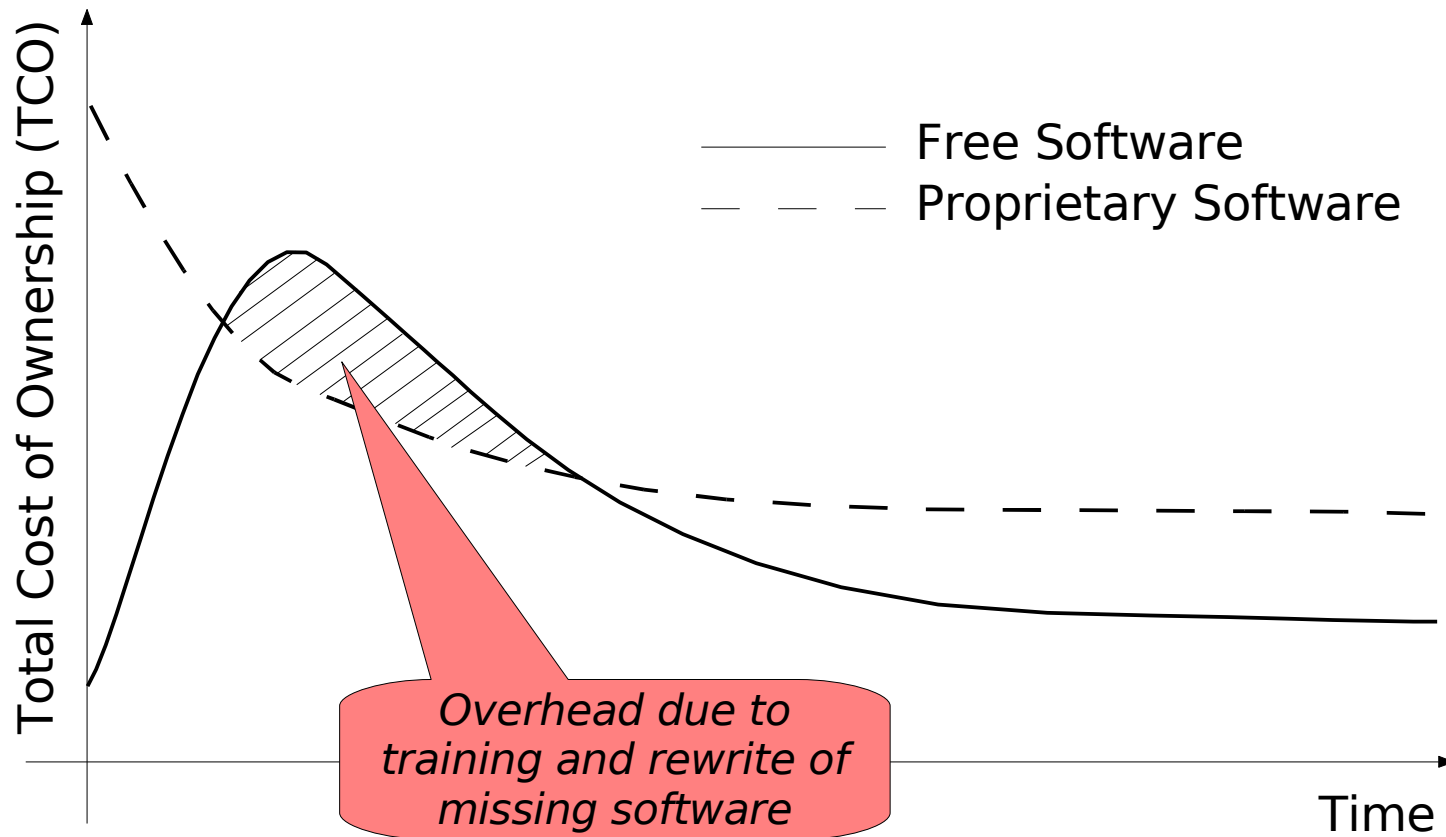 Total Cost of Ownership (TCO)
Free Software
Proprietary Software
Overhead due to
training and rewrite of
missing software
Time